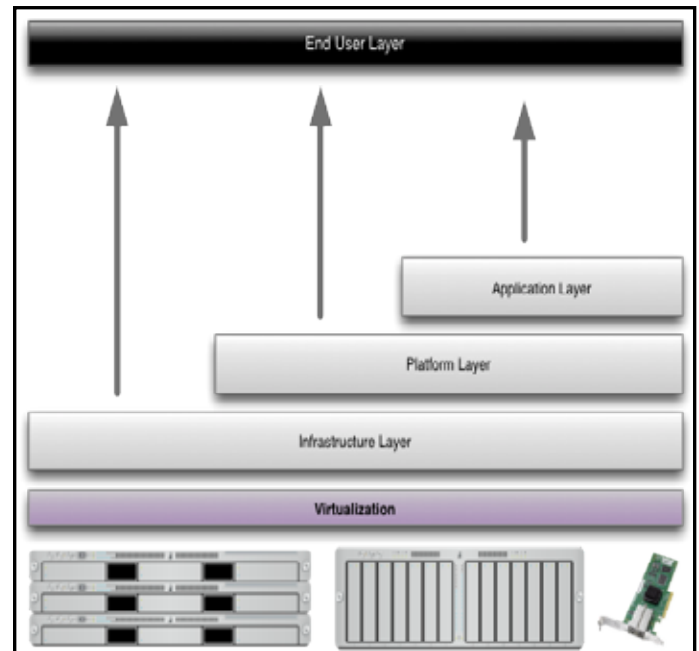 End User Layer
Application Layer
Platform Layer
Infrastructure Layer
Virtualization